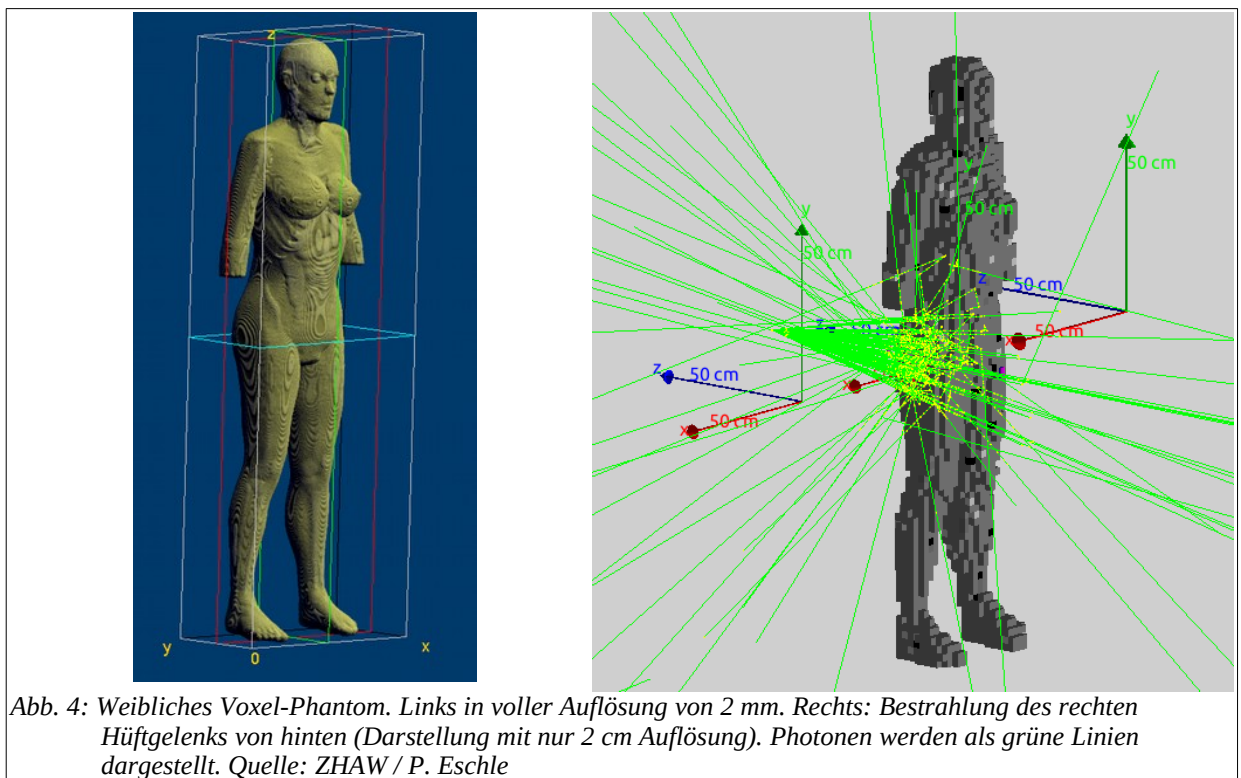 z
y
0
x
y
50 cm
y
50 cm
y
50 cm
z
50 cm
z
50 cm
x
50 cm
z
50 cm
x
x
50 cm
Abb. 4: Weibliches Voxel-Phantom. Links in voller Auflösung von 2 mm. Rechts: Bestrahlung des rechten
Hüftgelenks von hinten (Darstellung mit nur 2 cm Auflösung). Photonen werden als grüne Linien
dargestellt. Quelle: ZHAW / P. Eschle